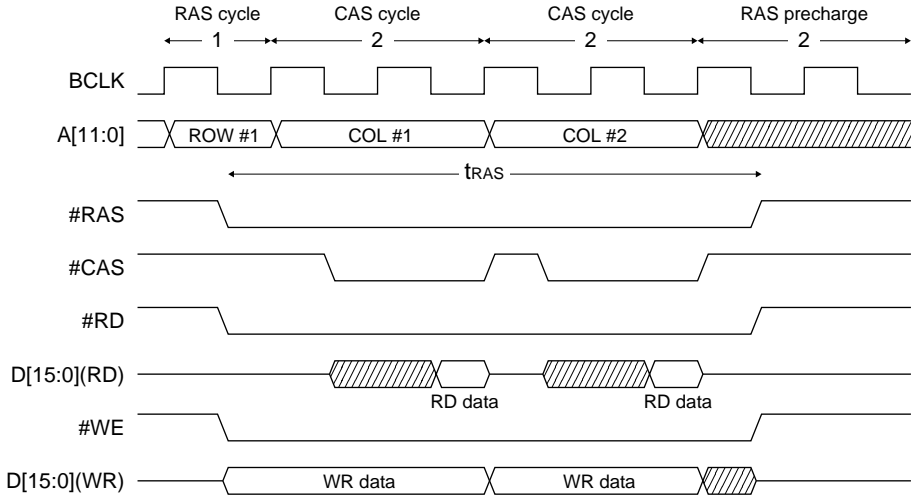 RAS cycle CAS cycle CAS cycle RAS precharge
1 2 2 2
BCLK
A[11:0] ROW #1 COL #1 COL #2
tRAS
#RAS
#CAS
#RD
D[15:0](RD)
RD data RD data
#WE
D[15:0](WR) WR data WR data